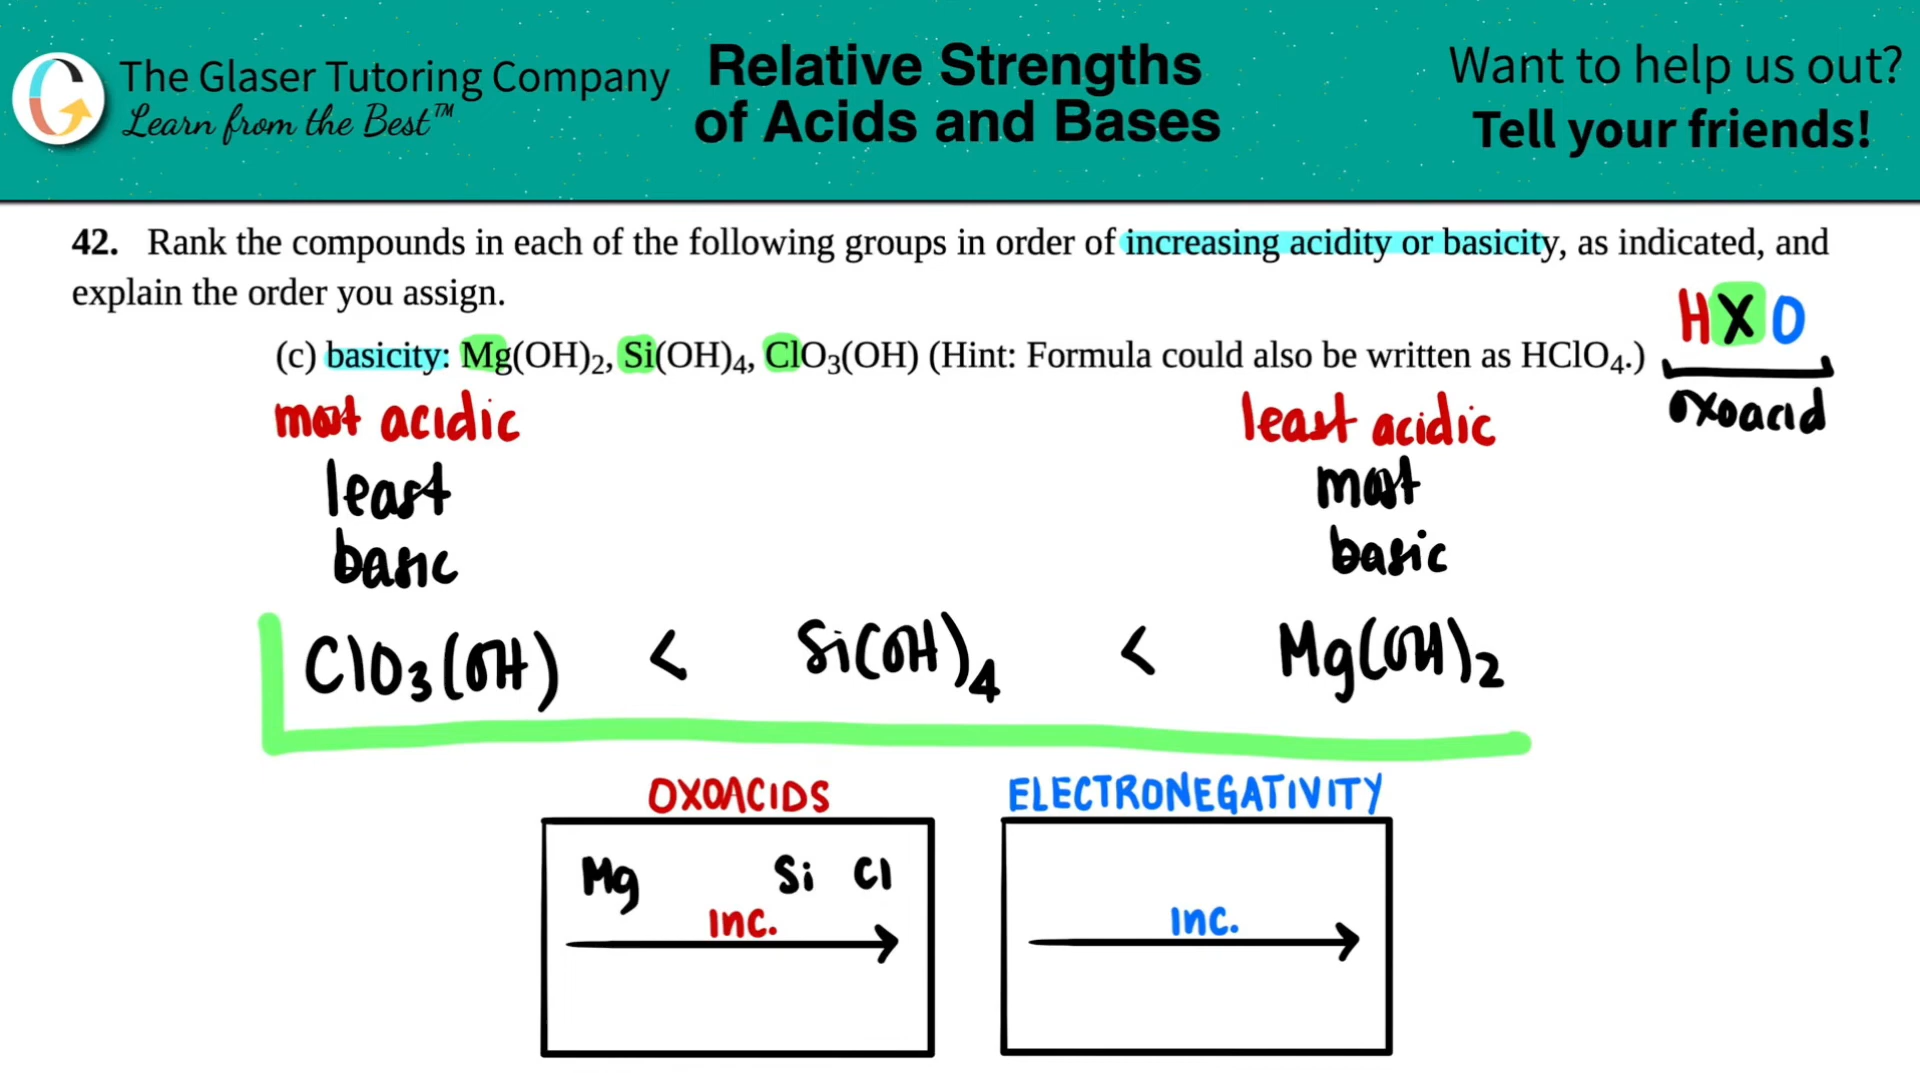 The Glaser Tutoring Company
Learn from the Best™
Relative Strengths
of Acids and Bases
Want to help us out?
Tell your friends!
42. Rank the compounds in each of the following groups in order of increasing acidity or basicity, as indicated, and
explain the order you assign.
(c) basicity: Mg(OH)₂, Si(OH)₄, ClO₃(OH) (Hint: Formula could also be written as HClO₄.)
H X O
oxoacid
most acidic
least
basic
least acidic
most
basic
ClO₃(OH) < Si(OH)₄ < Mg(OH)₂
OXOACIDS
Mg Si Cl
Inc.
ELECTRONEGATIVITY
Inc.